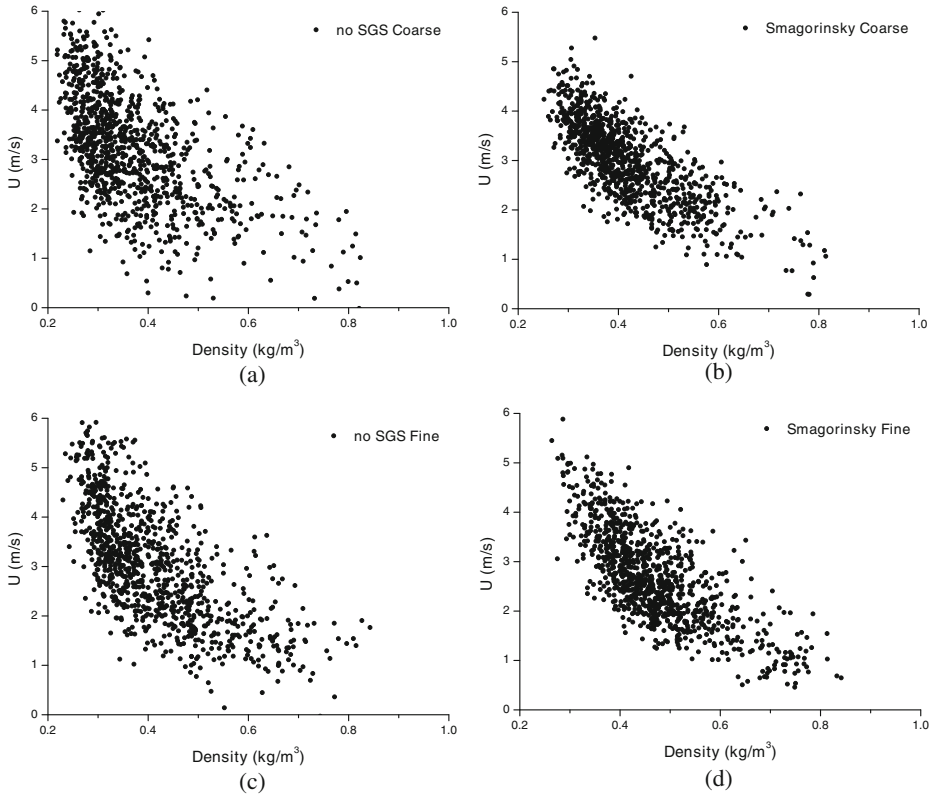 6
5
4
3
2
1
0
U (m/s)
no SGS Coarse
0.2 0.4 0.6 0.8 1.0
Density (kg/m³)
(a)
6
5
4
3
2
1
0
U (m/s)
Smagorinsky Coarse
0.2 0.4 0.6 0.8 1.0
Density (kg/m³)
(b)
6
5
4
3
2
1
0
U (m/s)
no SGS Fine
0.2 0.4 0.6 0.8 1.0
Density (kg/m³)
(c)
6
5
4
3
2
1
0
U (m/s)
Smagorinsky Fine
0.2 0.4 0.6 0.8 1.0
Density (kg/m³)
(d)